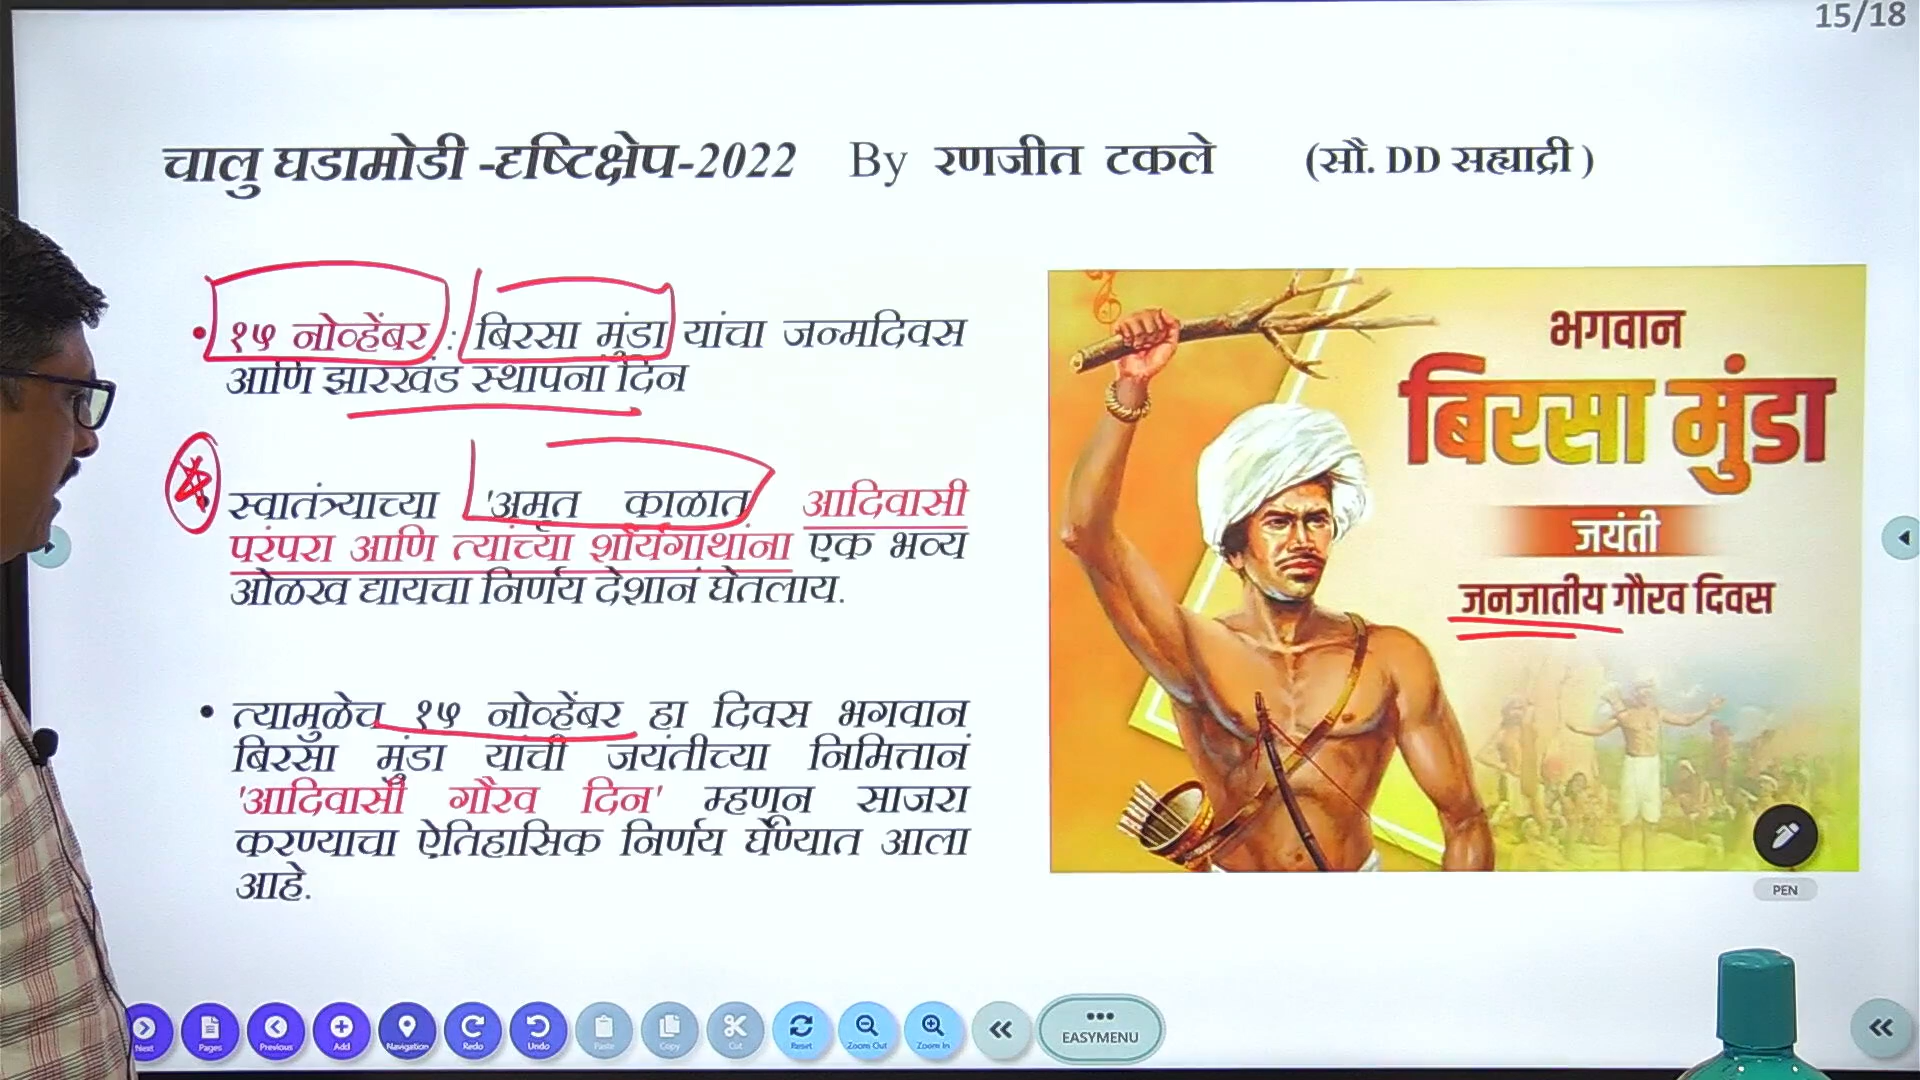 15/18
चालु घडामोडी -दृष्टिक्षेप-2022 By रणजीत टकले (सौ. DD सह्याद्री )
• १५ नोव्हेंबर : बिरसा मुंडा यांचा जन्मदिवस
आणि झारखंड स्थापना दिन
स्वातंत्र्याच्या 'अमृत काळात आदिवासी
परंपरा आणि त्यांच्या शौर्यगाथांना एक भव्य
ओळख द्यायचा निर्णय देशानं घेतलाय.
• त्यामुळेच १५ नोव्हेंबर हा दिवस भगवान
बिरसा मुंडा यांची जयंतीच्या निमित्तानं
'आदिवासी गौरव दिन' म्हणून साजरा
करण्याचा ऐतिहासिक निर्णय घेण्यात आला
आहे.
भगवान
बिरसा मुंडा
जयंती
जनजातीय गौरव दिवस
PEN
Next Pages Previous Add Navigation Redo Undo Paste Copy Cut Reset Zoom Out Zoom In EASYMENU